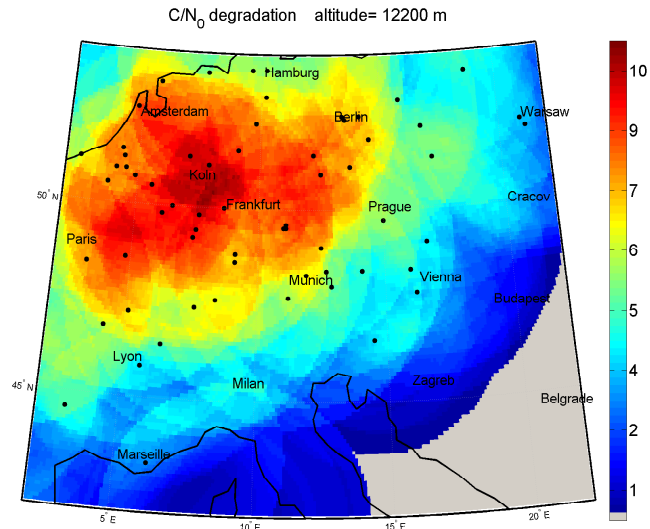 C/N0 degradation altitude= 12200 m
Hamburg
Amsterdam
Berlin
Warsaw
Koln
50° N
Cracov
Frankfurt
Prague
Paris
Munich
Vienna
Budaport
Lyon
45° N
Milan
Zagreb
Belgrade
Marseille
5° E
10° E
15° E
20° E
10
9
8
7
6
5
4
3
2
1